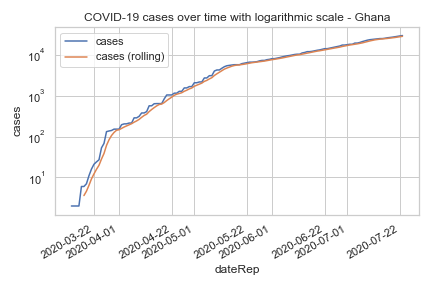 COVID-19 cases over time with logarithmic scale - Ghana
cases
cases (rolling)
10⁴
10³
10²
10¹
cases
2020-03-22
2020-04-01
2020-04-22
2020-05-01
2020-05-22
2020-06-01
2020-06-22
2020-07-01
2020-07-22
dateRep